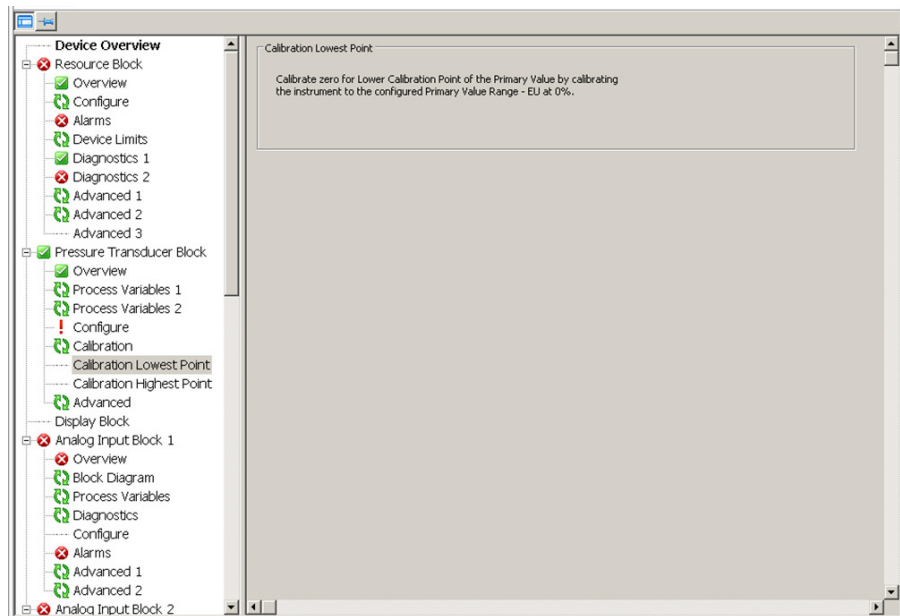 Device Overview
Resource Block
Overview
Configure
Alarms
Device Limits
Diagnostics 1
Diagnostics 2
Advanced 1
Advanced 2
Advanced 3
Pressure Transducer Block
Overview
Process Variables 1
Process Variables 2
Configure
Calibration
Calibration Lowest Point
Calibration Highest Point
Advanced
Display Block
Analog Input Block 1
Overview
Block Diagram
Process Variables
Diagnostics
Configure
Alarms
Advanced 1
Advanced 2
Analog Input Block 2
Calibration Lowest Point
Calibrate zero for Lower Calibration Point of the Primary Value by calibrating
the instrument to the configured Primary Value Range - EU at 0%.